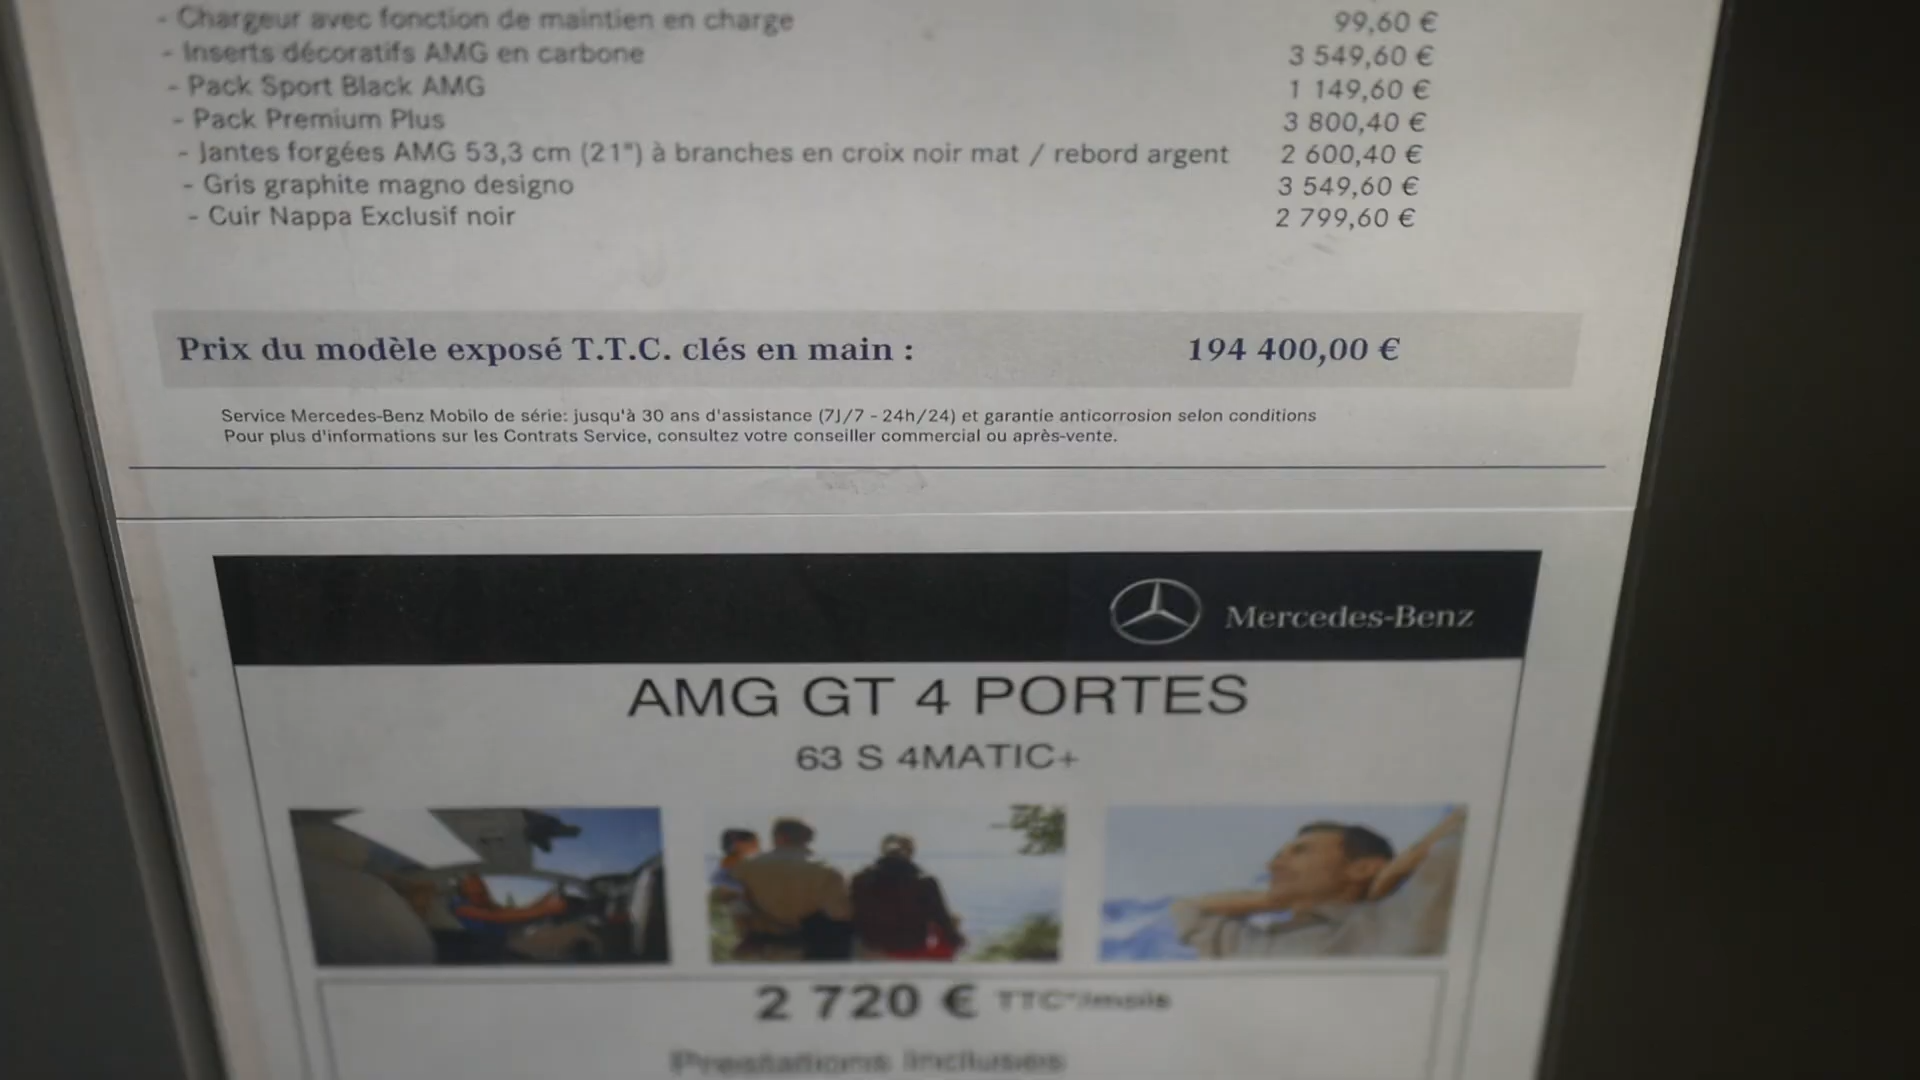 - Chargeur avec fonction de maintien en charge 99,60 €
- Inserts décoratifs AMG en carbone 3 549,60 €
- Pack Sport Black AMG 1 149,60 €
- Pack Premium Plus 3 800,40 €
- Jantes forgées AMG 53,3 cm (21") à branches en croix noir mat / rebord argent 2 600,40 €
- Gris graphite magno designo 3 549,60 €
- Cuir Nappa Exclusif noir 2 799,60 €
Prix du modèle exposé T.T.C. clés en main : 194 400,00 €
Service Mercedes-Benz Mobilo de série: jusqu'à 30 ans d'assistance (7J/7 - 24h/24) et garantie anticorrosion selon conditions
Pour plus d'informations sur les Contrats Service, consultez votre conseiller commercial ou après-vente.
Mercedes-Benz
AMG GT 4 PORTES
63 S 4MATIC+
2 720 € TTC*/mois
Prestations incluses